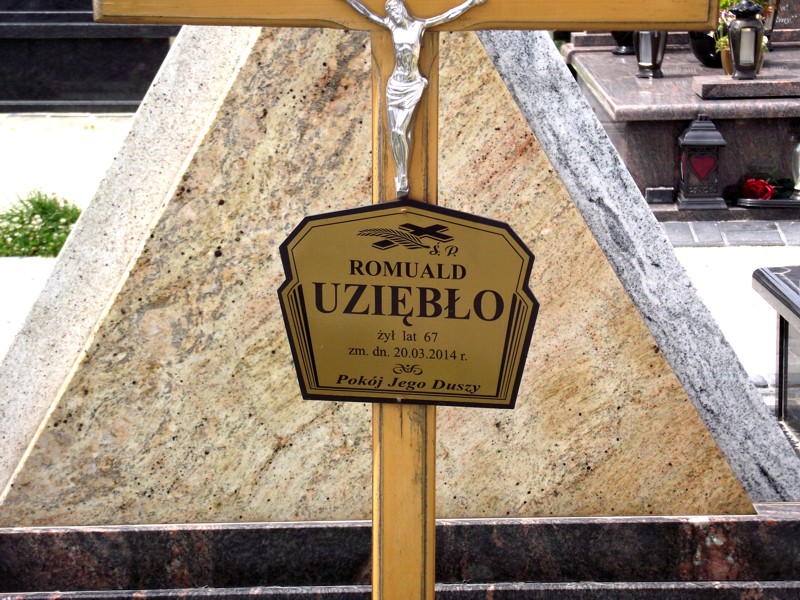 Ś. P.
ROMUALD
UZIĘBŁO
żył lat 67
zm. dn. 20.03.2014 r.
Pokój Jego Duszy